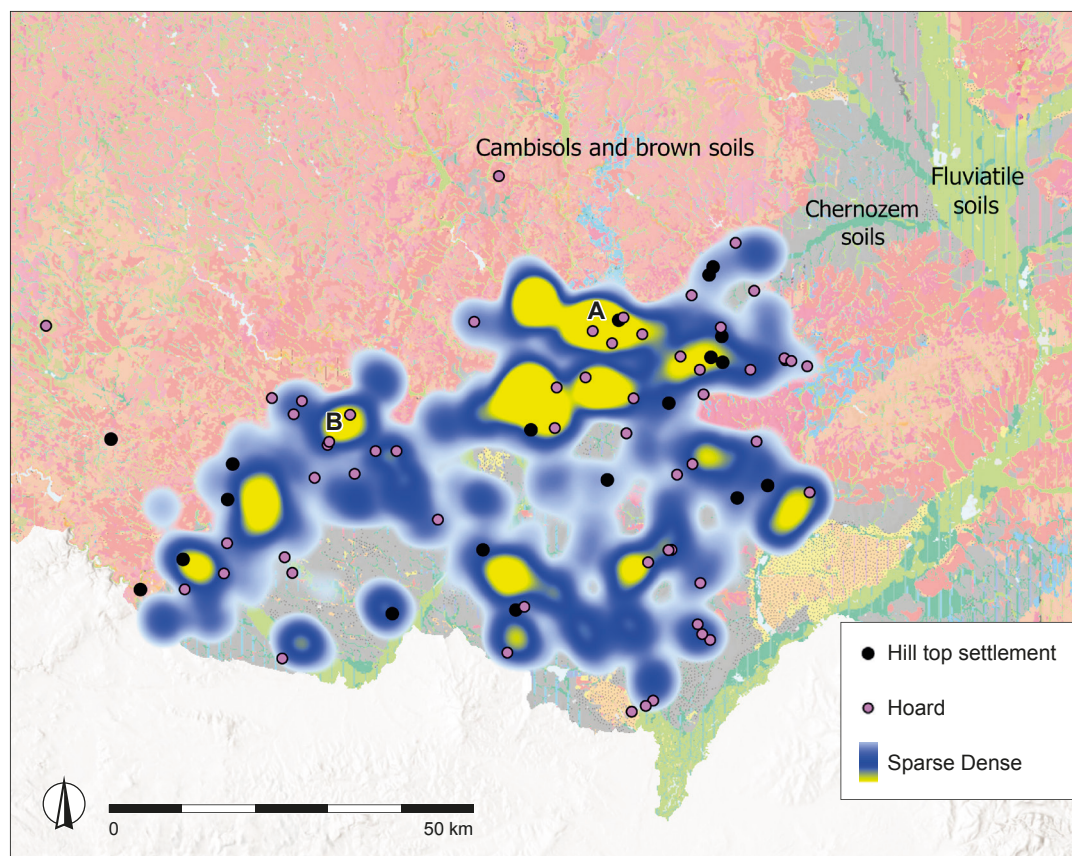 Cambisols and brown soils
Fluviatile
soils
Chernozem
soils
A
B
Hill top settlement
Hoard
Sparse Dense
0
50 km